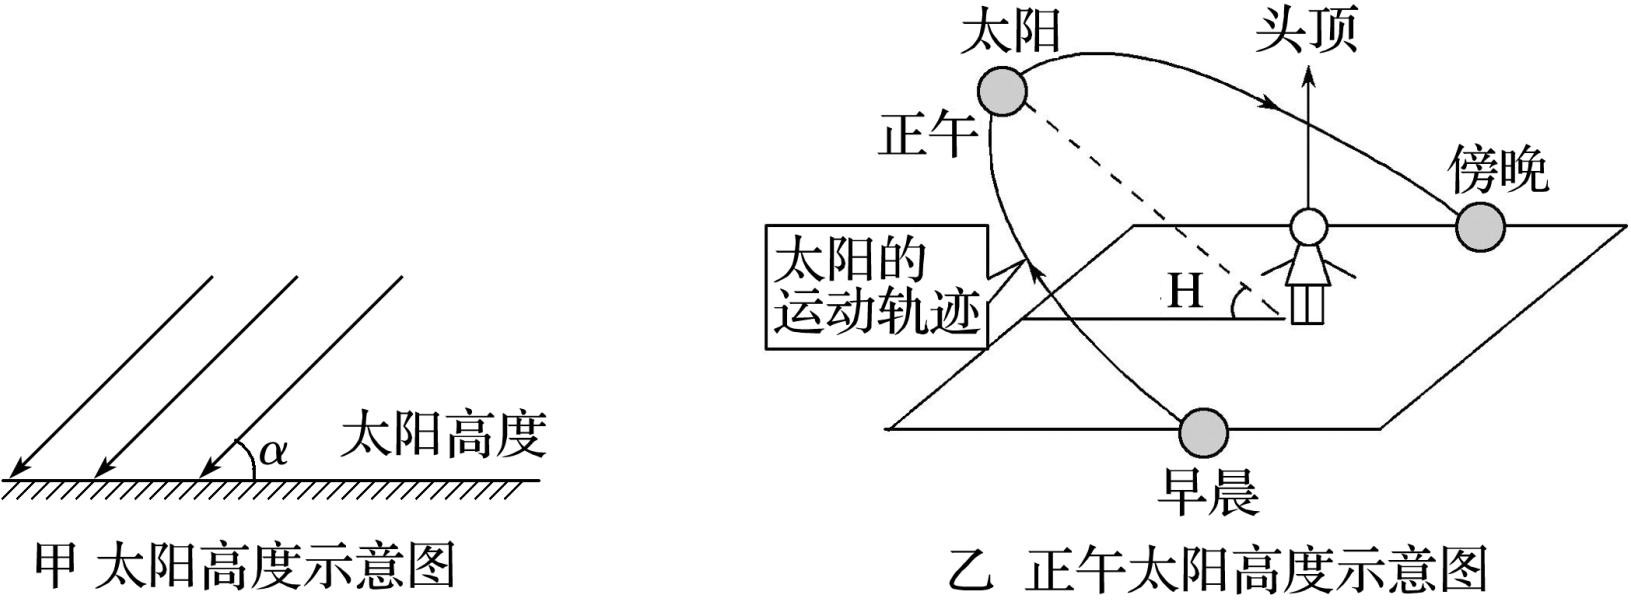 太阳高度
α
甲 太阳高度示意图
太阳
正午
头顶
傍晚
太阳的
运动轨迹
H
早晨
乙 正午太阳高度示意图